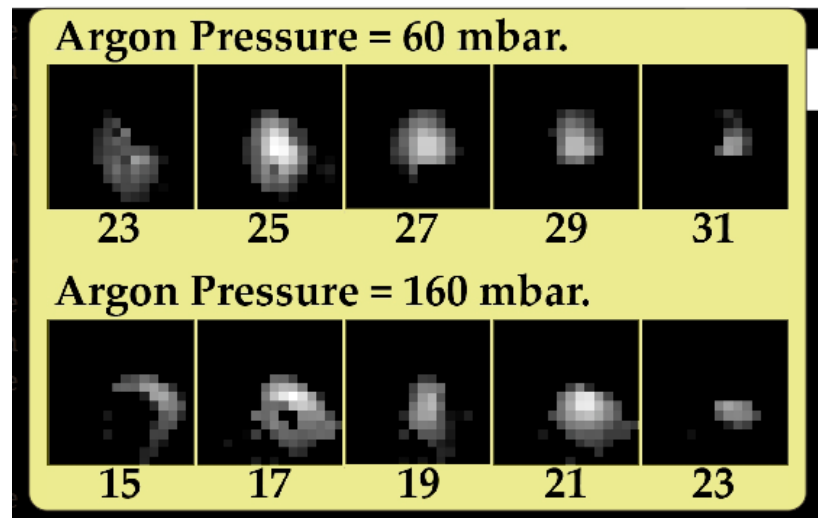 Argon Pressure = 60 mbar.
23 25 27 29 31
Argon Pressure = 160 mbar.
15 17 19 21 23